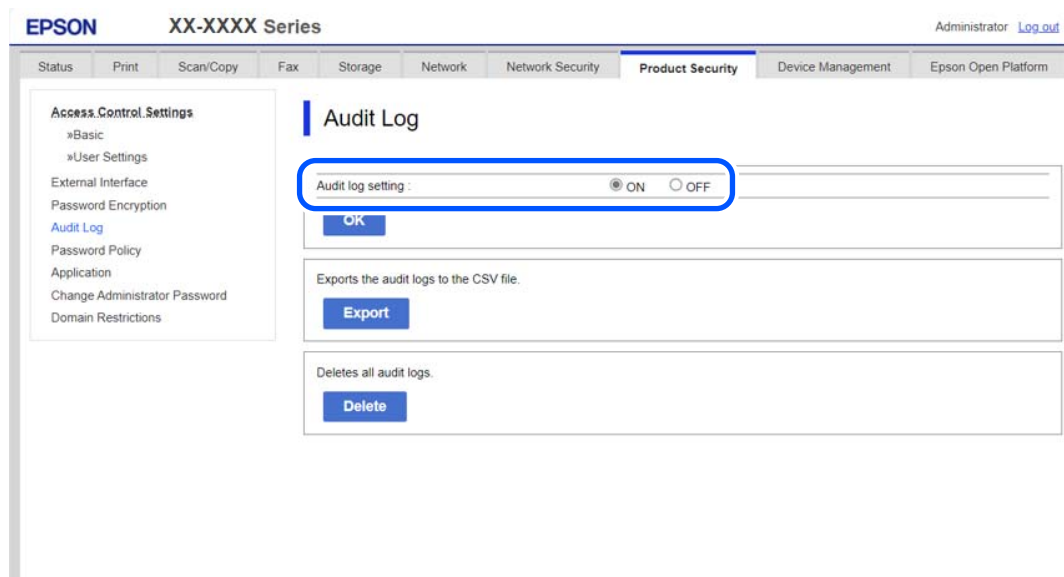 EPSON XX-XXXX Series Administrator Log out
Status Print Scan/Copy Fax Storage Network Network Security Product Security Device Management Epson Open Platform
Access Control Settings
»Basic
»User Settings
External Interface
Password Encryption
Audit Log
Password Policy
Application
Change Administrator Password
Domain Restrictions
Audit Log
Audit log setting : ON OFF
OK
Exports the audit logs to the CSV file.
Export
Deletes all audit logs.
Delete